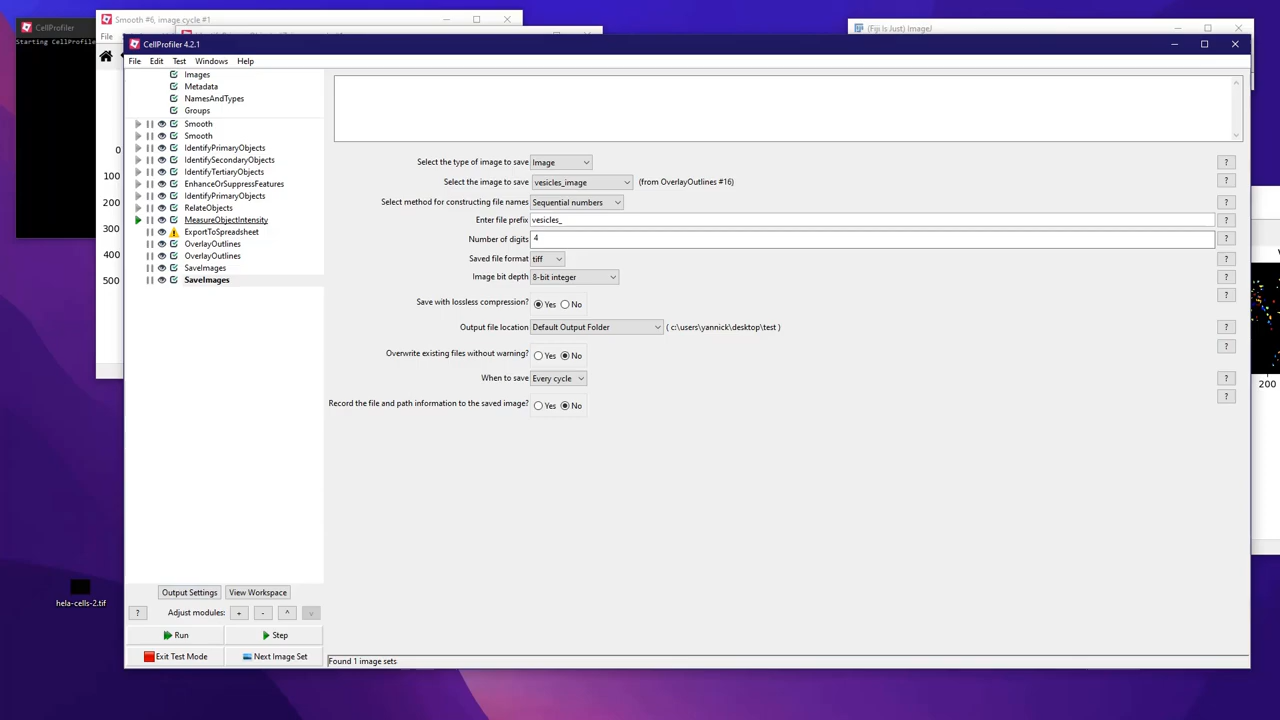 CellProfiler
Starting CellProfile
Smooth #6, image cycle #1
File
(Fiji Is Just) ImageJ
CellProfiler 4.2.1
File Edit Test Windows Help
Images
Metadata
NamesAndTypes
Groups
Smooth
Smooth
IdentifyPrimaryObjects
IdentifySecondaryObjects
IdentifyTertiaryObjects
EnhanceOrSuppressFeatures
IdentifyPrimaryObjects
RelateObjects
MeasureObjectIntensity
ExportToSpreadsheet
OverlayOutlines
OverlayOutlines
SaveImages
SaveImages
0
100
200
300
400
500
Select the type of image to save Image ?
Select the image to save vesicles_image (from OverlayOutlines #16) ?
Select method for constructing file names Sequential numbers ?
Enter file prefix vesicles_ ?
Number of digits 4 ?
Saved file format tiff ?
Image bit depth 8-bit integer ?
Save with lossless compression? Yes No ?
Output file location Default Output Folder ( c:\users\yannick\desktop\test ) ?
Overwrite existing files without warning? Yes No ?
When to save Every cycle ?
Record the file and path information to the saved image? Yes No ?
200
hela-cells-2.tif
Output Settings View Workspace
? Adjust modules: + - ^ v
Run Step
Exit Test Mode Next Image Set
Found 1 image sets